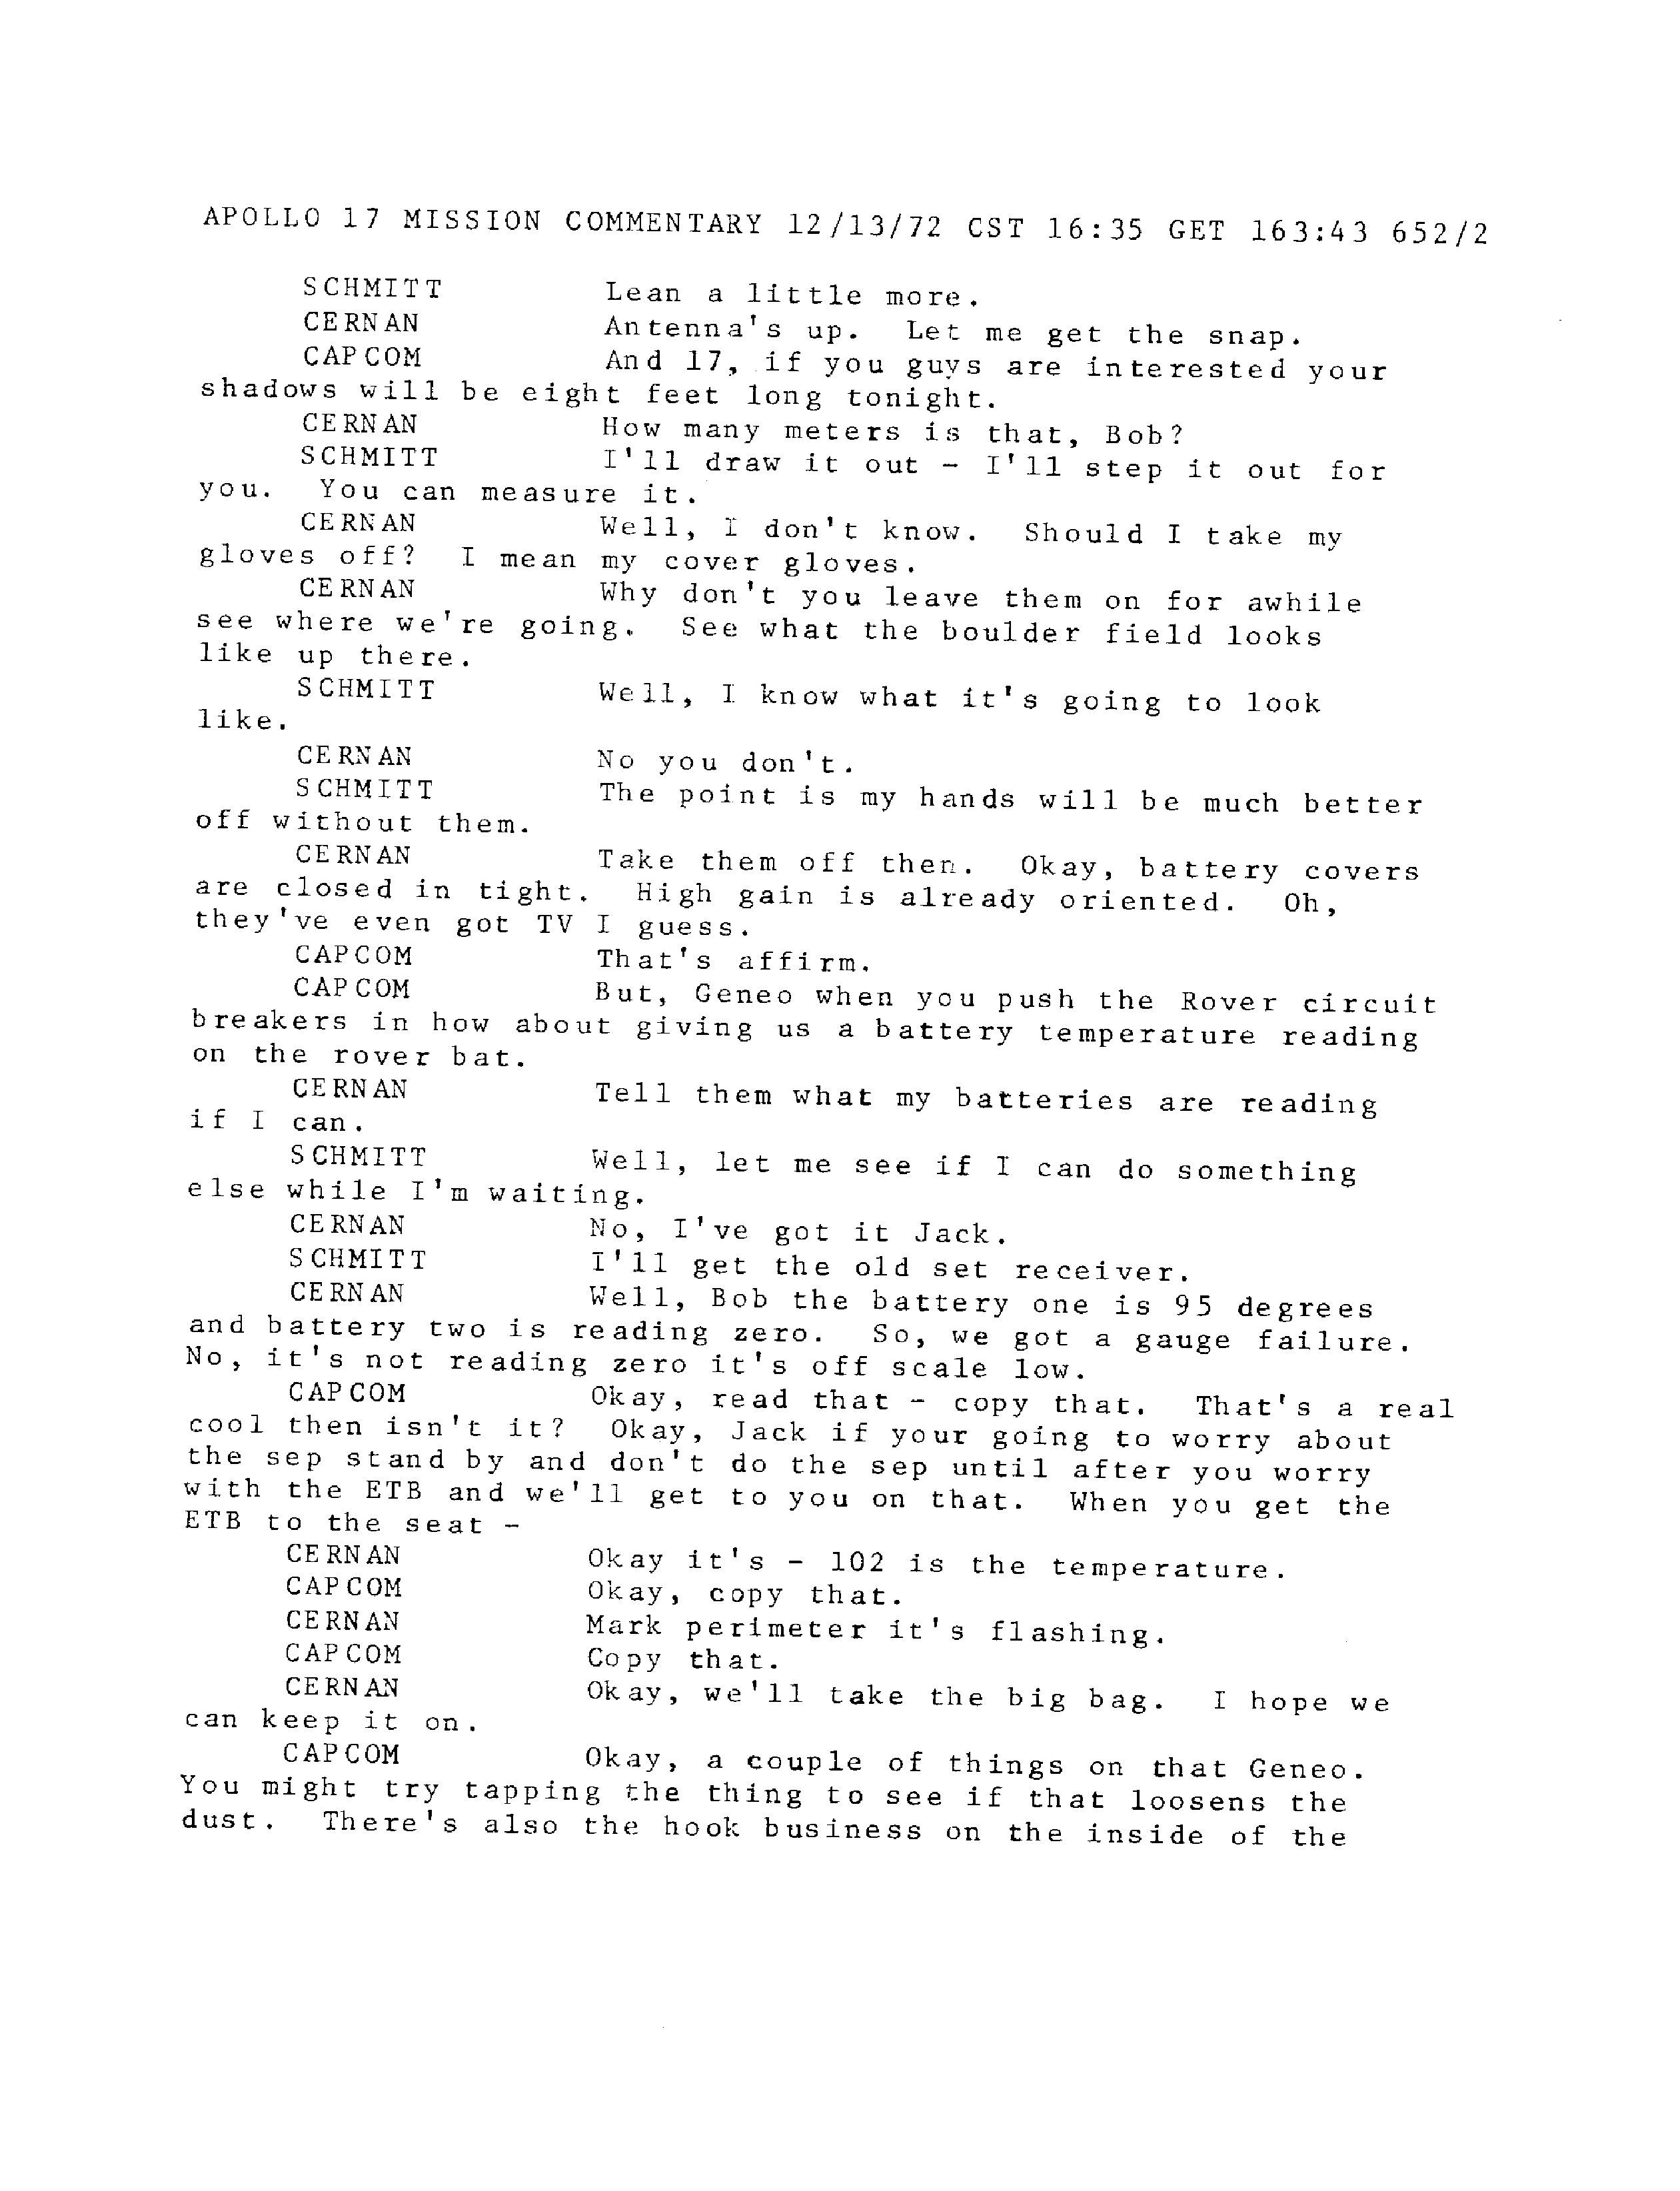 APOLLO 17 MISSION COMMENTARY 12/13/72 CST 16:35 GET 163:43 652/2
SCHMITT Lean a little more.
CERNAN Antenna's up. Let me get the snap.
CAPCOM And 17, if you guys are interested your
shadows will be eight feet long tonight.
CERNAN How many meters is that, Bob?
SCHMITT I'll draw it out - I'll step it out for
you. You can measure it.
CERNAN Well, I don't know. Should I take my
gloves off? I mean my cover gloves.
CERNAN Why don't you leave them on for awhile
see where we're going. See what the boulder field looks
like up there.
SCHMITT Well, I know what it's going to look
like.
CERNAN No you don't.
SCHMITT The point is my hands will be much better
off without them.
CERNAN Take them off then. Okay, battery covers
are closed in tight. High gain is already oriented. Oh,
they've even got TV I guess.
CAPCOM That's affirm.
CAPCOM But, Geneo when you push the Rover circuit
breakers in how about giving us a battery temperature reading
on the rover bat.
CERNAN Tell them what my batteries are reading
if I can.
SCHMITT Well, let me see if I can do something
else while I'm waiting.
CERNAN No, I've got it Jack.
SCHMITT I'll get the old set receiver.
CERNAN Well, Bob the battery one is 95 degrees
and battery two is reading zero. So, we got a gauge failure.
No, it's not reading zero it's off scale low.
CAPCOM Okay, read that - copy that. That's a real
cool then isn't it? Okay, Jack if your going to worry about
the sep stand by and don't do the sep until after you worry
with the ETB and we'll get to you on that. When you get the
ETB to the seat -
CERNAN Okay it's - 102 is the temperature.
CAPCOM Okay, copy that.
CERNAN Mark perimeter it's flashing.
CAPCOM Copy that.
CERNAN Okay, we'll take the big bag. I hope we
can keep it on.
CAPCOM Okay, a couple of things on that Geneo.
You might try tapping the thing to see if that loosens the
dust. There's also the hook business on the inside of the